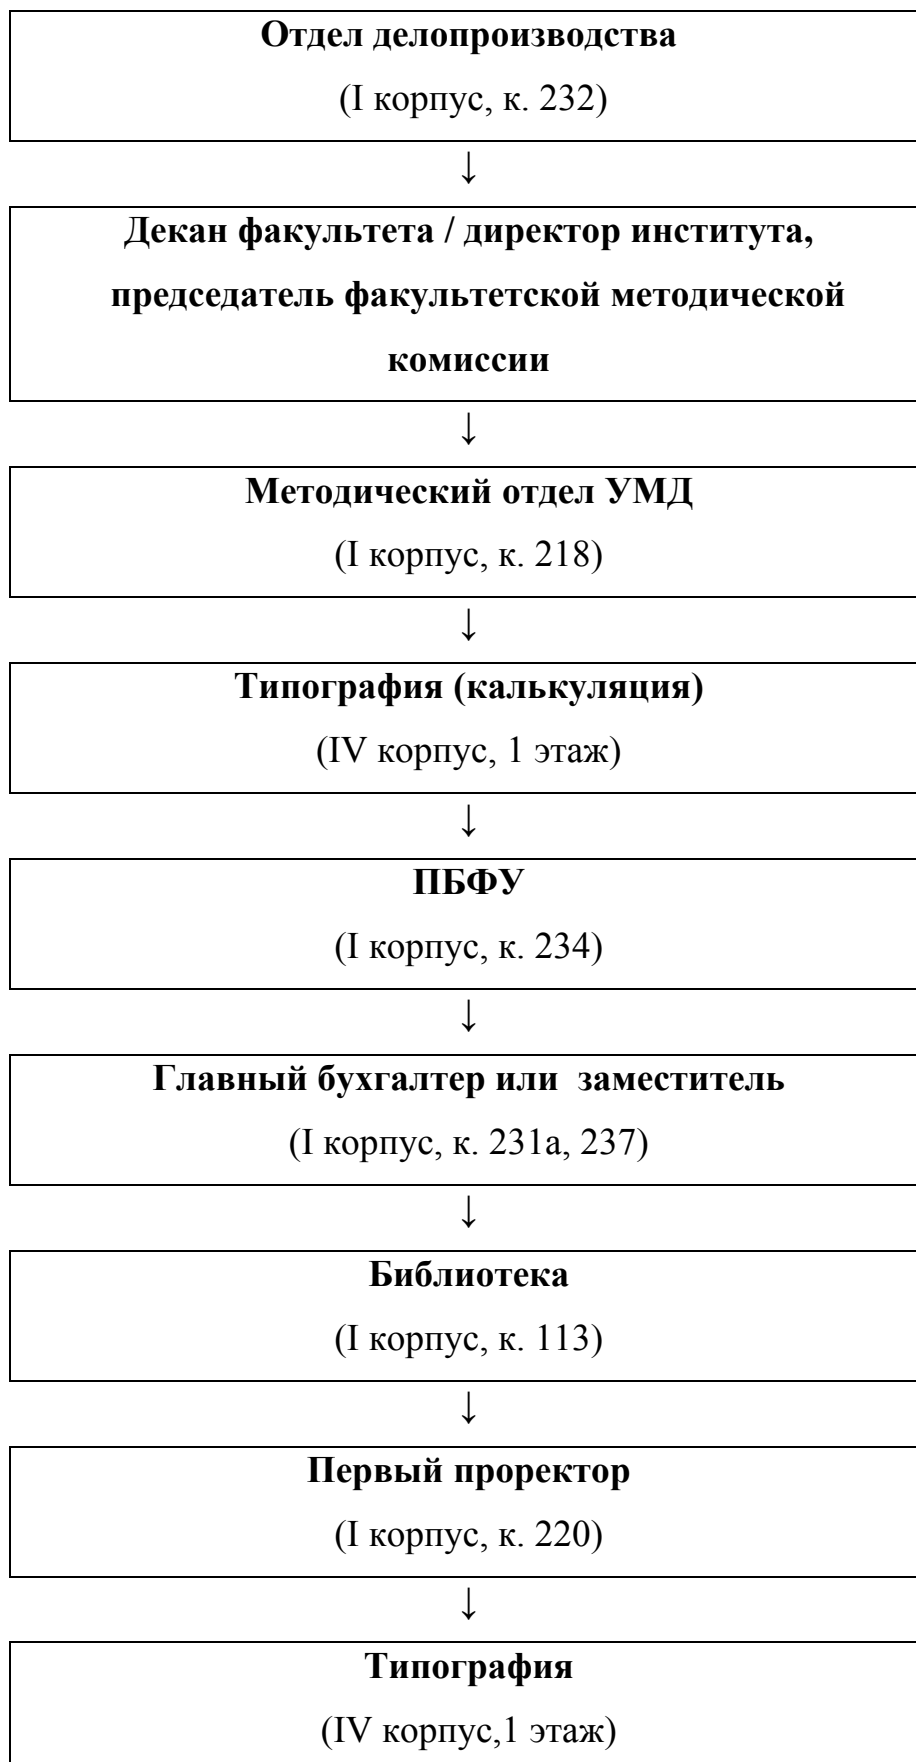 Отдел делопроизводства
(I корпус, к. 232)
↓
Декан факультета / директор института,
председатель факультетской методической
комиссии
↓
Методический отдел УМД
(I корпус, к. 218)
↓
Типография (калькуляция)
(IV корпус, 1 этаж)
↓
ПБФУ
(I корпус, к. 234)
↓
Главный бухгалтер или  заместитель
(I корпус, к. 231а, 237)
↓
Библиотека
(I корпус, к. 113)
↓
Первый проректор
(I корпус, к. 220)
↓
Типография
(IV корпус,1 этаж)